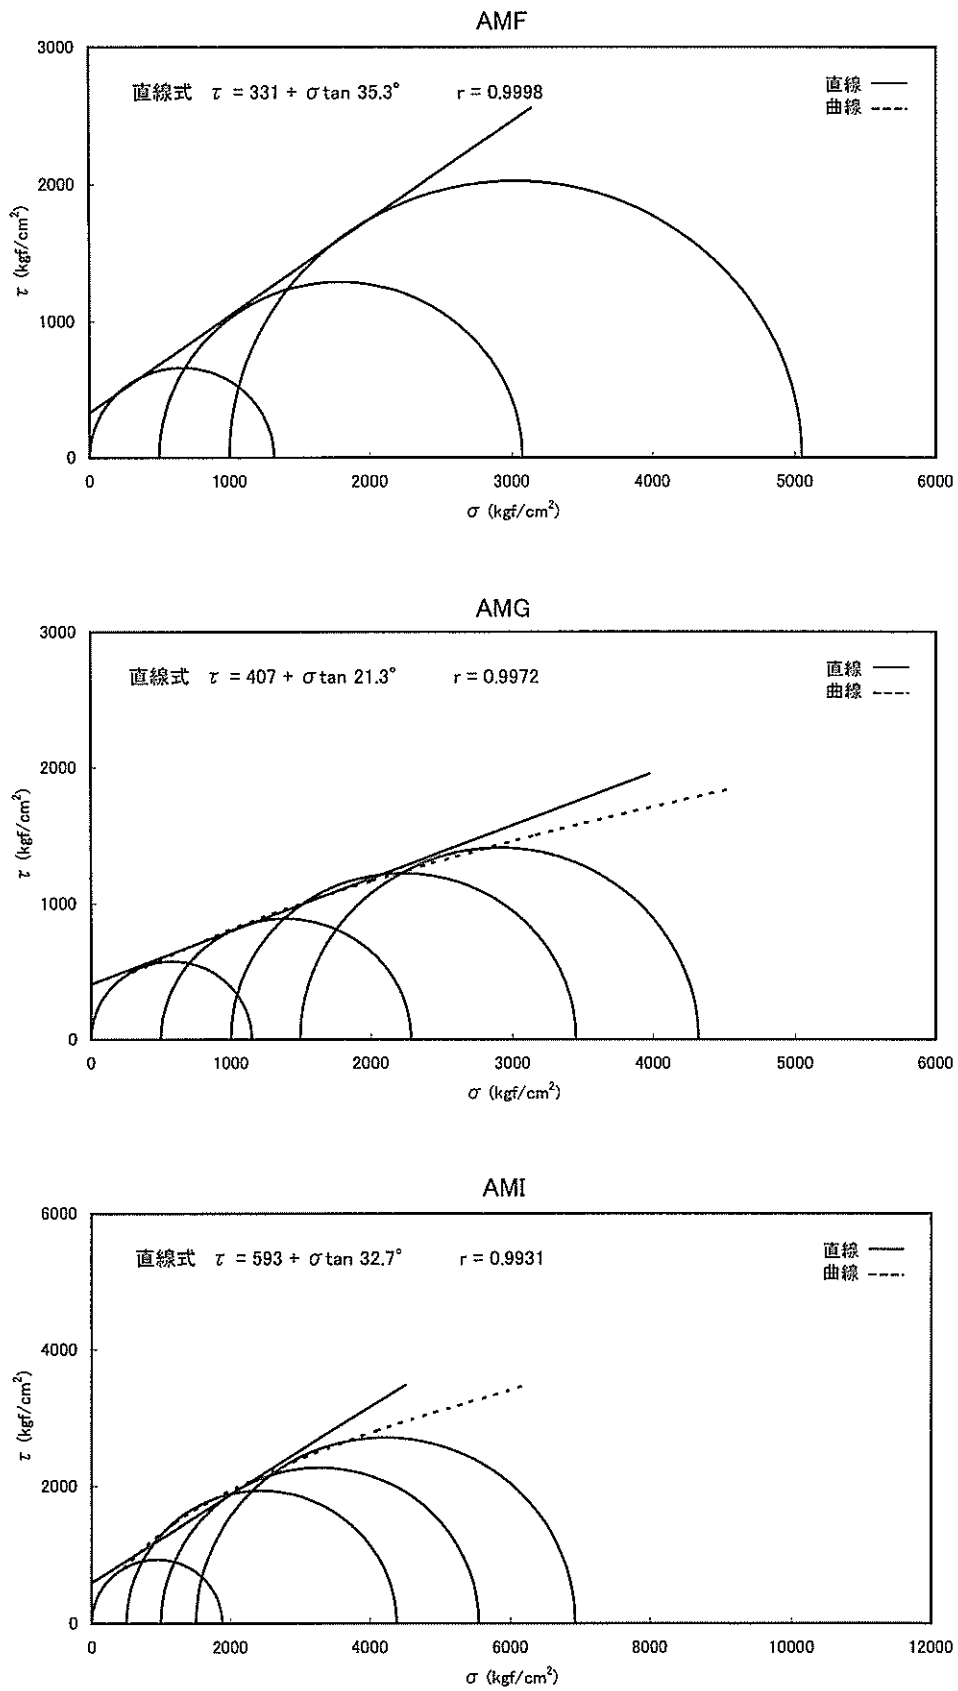 AMF
3000
直線式 τ = 331 + σ tan 35.3° r = 0.9998
直線
曲線
2000
1000
0
τ (kgf/cm²)
0 1000 2000 3000 4000 5000 6000
σ (kgf/cm²)
AMG
3000
直線式 τ = 407 + σ tan 21.3° r = 0.9972
直線
曲線
2000
1000
0
τ (kgf/cm²)
0 1000 2000 3000 4000 5000 6000
σ (kgf/cm²)
AMI
6000
直線式 τ = 593 + σ tan 32.7° r = 0.9931
直線
曲線
4000
2000
0
τ (kgf/cm²)
0 2000 4000 6000 8000 10000 12000
σ (kgf/cm²)